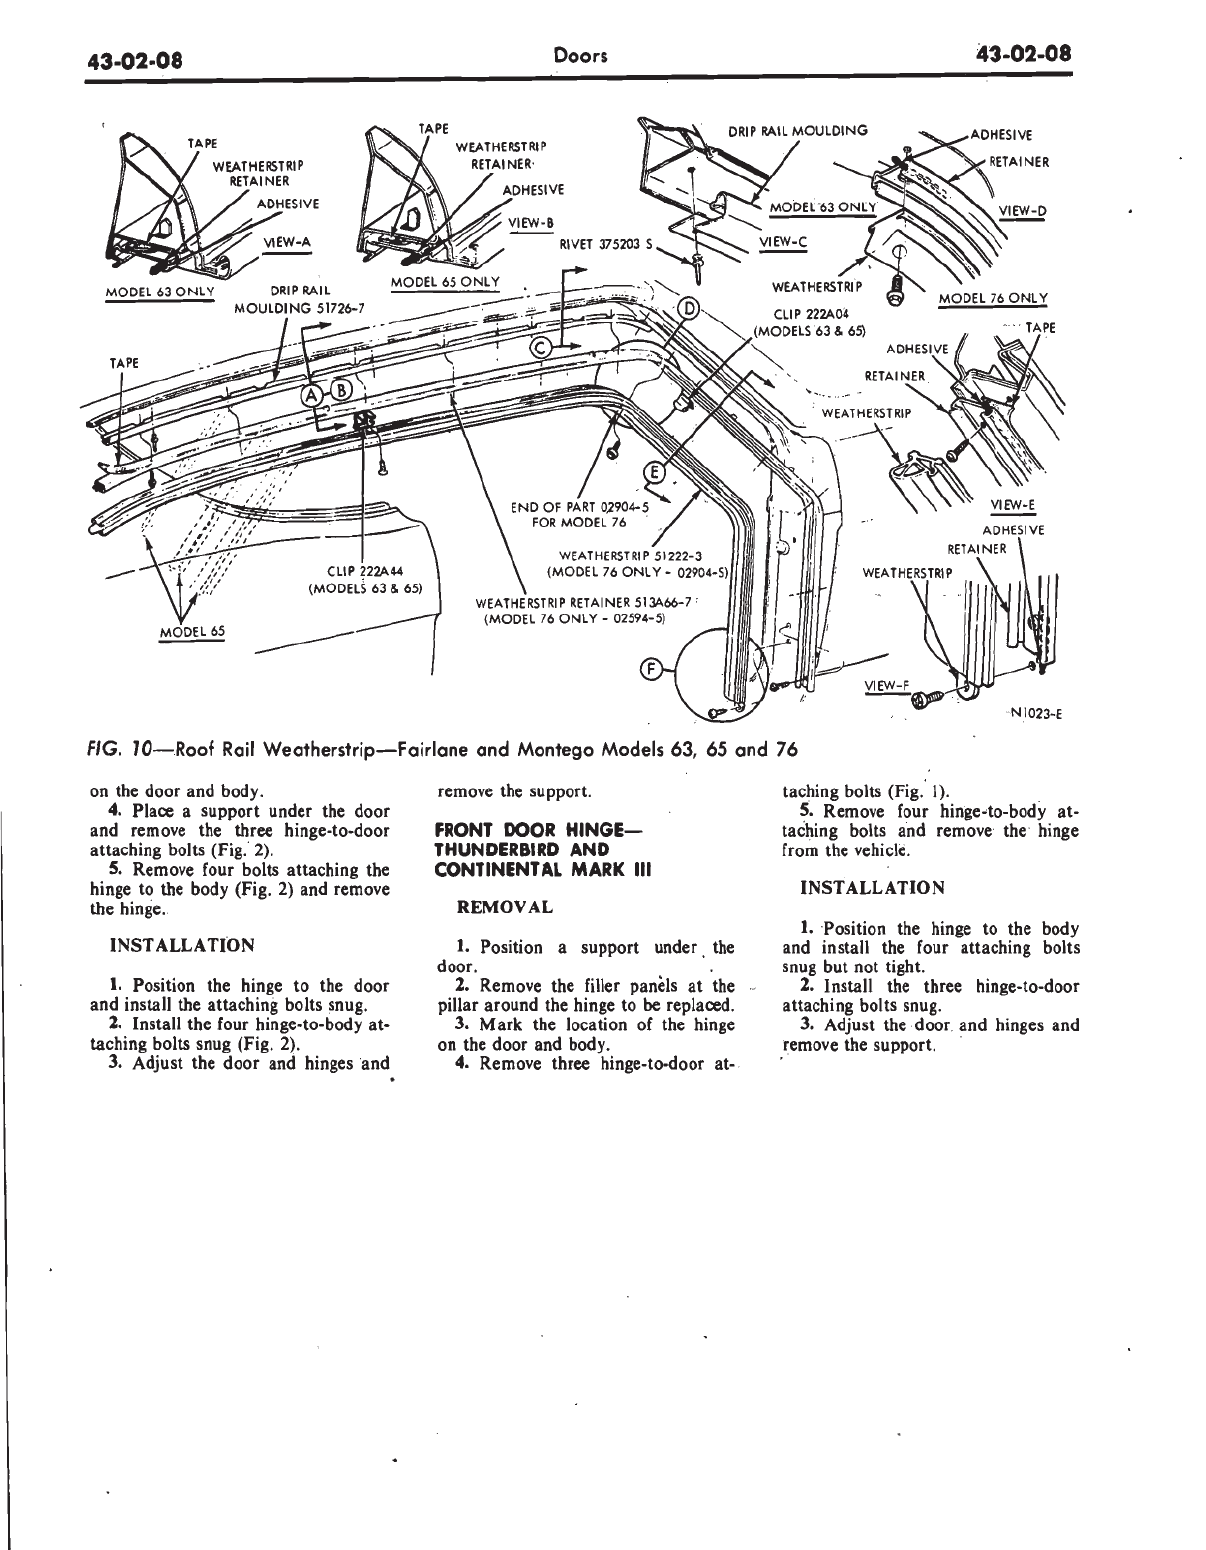 43-02-08
Doors
43-02-08
TAPE
WEATHERSTRIP
RETAINER
ADHESIVE
VIEW-A
MODEL 63 ONLY
TAPE
WEATHERSTRIP
RETAINER
ADHESIVE
VIEW-B
MODEL 65 ONLY
DRIP RAIL MOULDING
MODEL 63 ONLY
VIEW-C
RIVET 375203 S
ADHESIVE
RETAINER
VIEW-D
WEATHERSTRIP
MODEL 76 ONLY
DRIP RAIL
MOULDING 51726-7
TAPE
A
B
C
D
E
F
CLIP 222A04
(MODELS 63 & 65)
TAPE
ADHESIVE
RETAINER
WEATHERSTRIP
VIEW-E
END OF PART 02904-5
FOR MODEL 76
WEATHERSTRIP 51222-3
(MODEL 76 ONLY - 02904-5)
CLIP 222A44
(MODELS 63 & 65)
WEATHERSTRIP RETAINER 513A66-7
(MODEL 76 ONLY - 02594-5)
MODEL 65
ADHESIVE
RETAINER
WEATHERSTRIP
VIEW-F
N1023-E
FIG. 10—Roof Rail Weatherstrip—Fairlane and Montego Models 63, 65 and 76
on the door and body.
4. Place a support under the door
and remove the three hinge-to-door
attaching bolts (Fig. 2).
5. Remove four bolts attaching the
hinge to the body (Fig. 2) and remove
the hinge.
INSTALLATION
1. Position the hinge to the door
and install the attaching bolts snug.
2. Install the four hinge-to-body at-
taching bolts snug (Fig. 2).
3. Adjust the door and hinges and
remove the support.
FRONT DOOR HINGE—
THUNDERBIRD AND
CONTINENTAL MARK III
REMOVAL
1. Position a support under the
door.
2. Remove the filler panels at the
pillar around the hinge to be replaced.
3. Mark the location of the hinge
on the door and body.
4. Remove three hinge-to-door at-
taching bolts (Fig. 1).
5. Remove four hinge-to-body at-
taching bolts and remove the hinge
from the vehicle.
INSTALLATION
1. Position the hinge to the body
and install the four attaching bolts
snug but not tight.
2. Install the three hinge-to-door
attaching bolts snug.
3. Adjust the door and hinges and
remove the support.